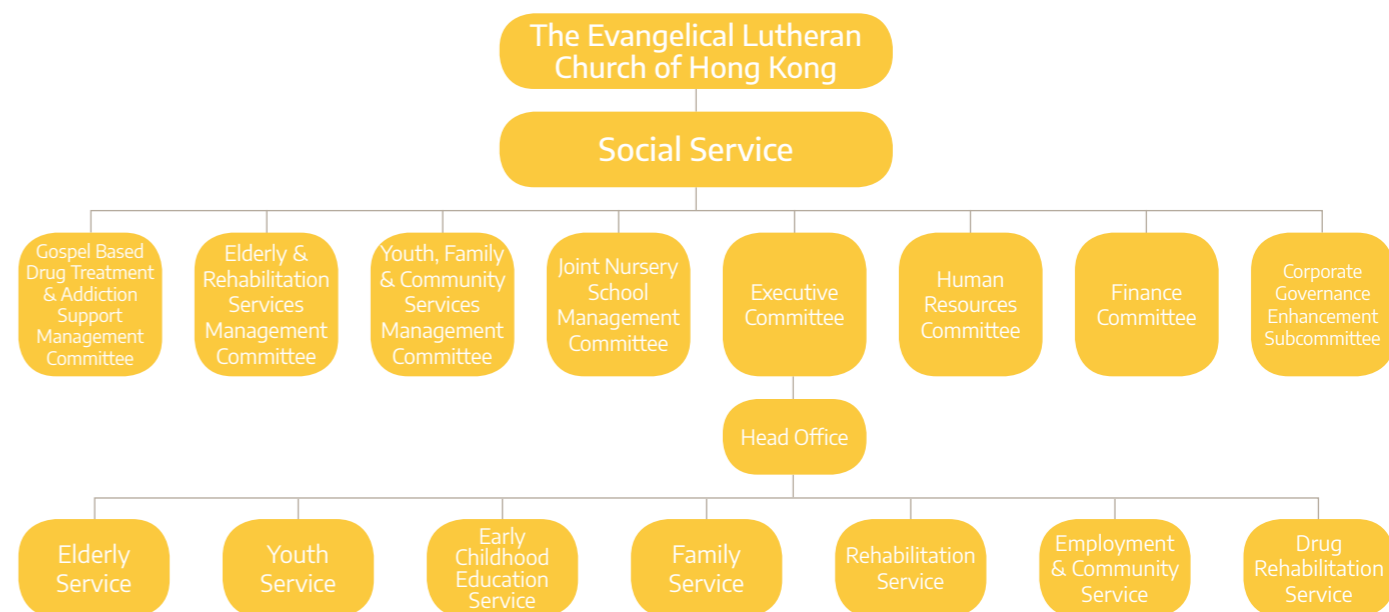 The Evangelical Lutheran
Church of Hong Kong
Social Service
Gospel Based
Drug Treatment
& Addiction
Support
Management
Committee
Elderly &
Rehabilitation
Services
Management
Committee
Youth, Family
& Community
Services
Management
Committee
Joint Nursery
School
Management
Committee
Executive
Committee
Human
Resources
Committee
Finance
Committee
Corporate
Governance
Enhancement
Subcommittee
Head Office
Elderly
Service
Youth
Service
Early
Childhood
Education
Service
Family
Service
Rehabilitation
Service
Employment
& Community
Service
Drug
Rehabilitation
Service